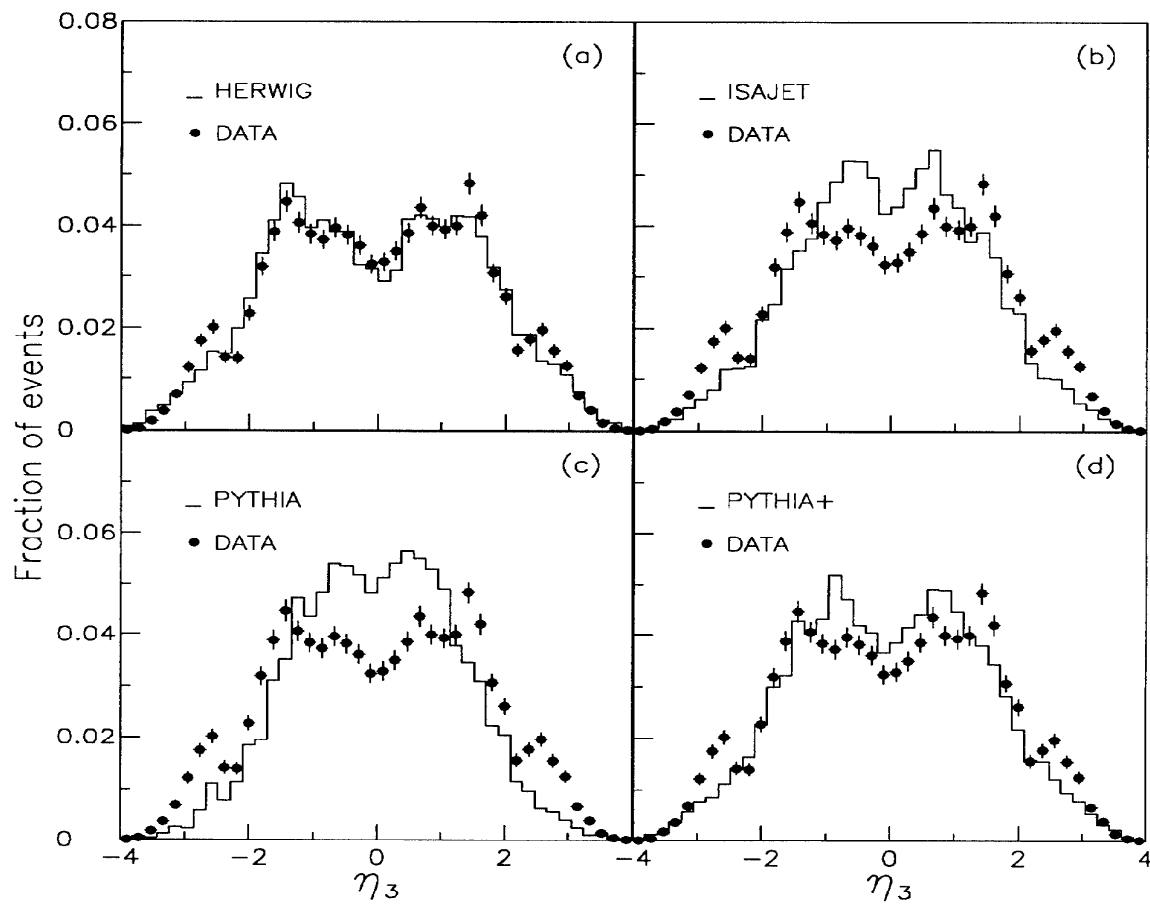 Fraction of events
0.08
0.06
0.04
0.02
0
(a)
HERWIG
DATA
(b)
ISAJET
DATA
0.06
0.04
0.02
0
(c)
PYTHIA
DATA
(d)
PYTHIA+
DATA
−4 −2 0 2 −4 −2 0 2 4
η3 η3